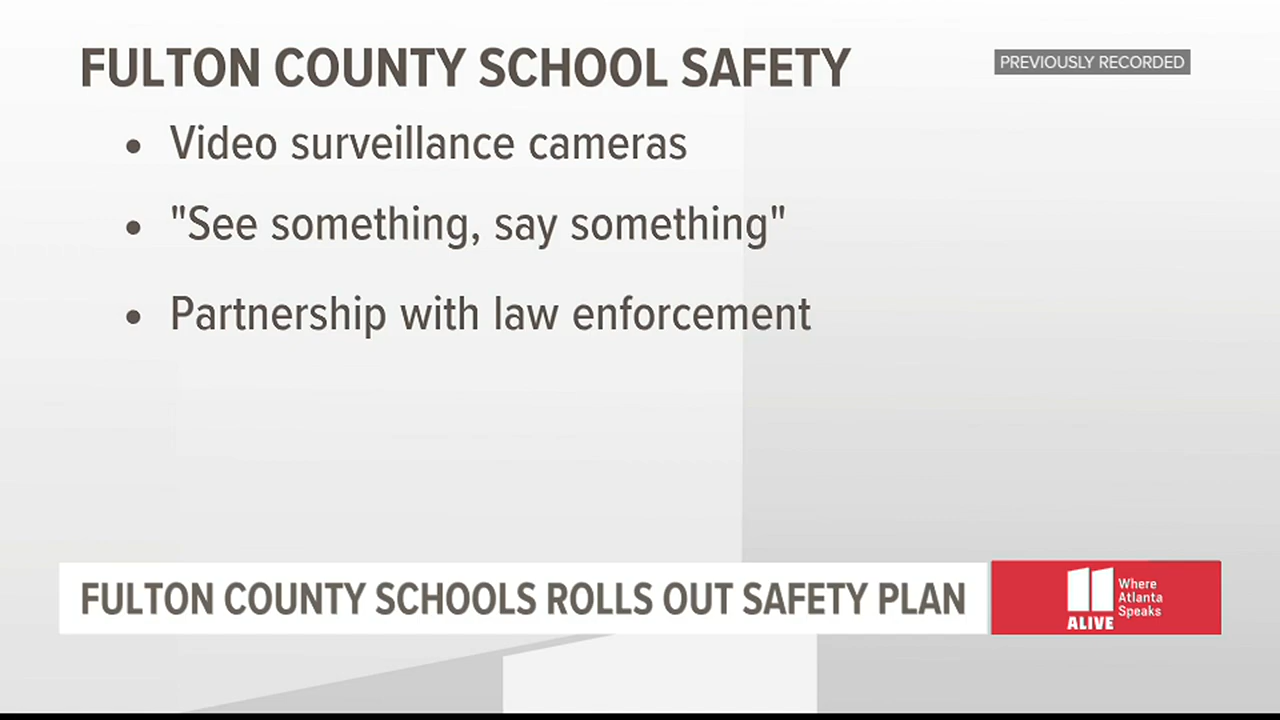 FULTON COUNTY SCHOOL SAFETY
PREVIOUSLY RECORDED
• Video surveillance cameras
• "See something, say something"
• Partnership with law enforcement
FULTON COUNTY SCHOOLS ROLLS OUT SAFETY PLAN
11
ALIVE
Where
Atlanta
Speaks